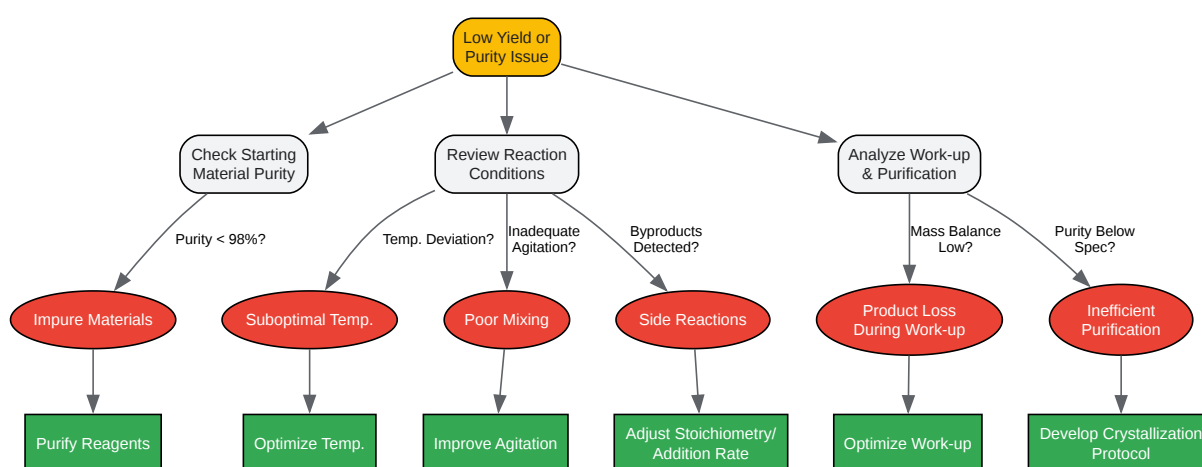 Low Yield or
Purity Issue
Check Starting
Material Purity
Review Reaction
Conditions
Analyze Work-up
& Purification
Purity < 98%?
Temp. Deviation?
Inadequate
Agitation?
Byproducts
Detected?
Mass Balance
Low?
Purity Below
Spec?
Impure Materials
Suboptimal Temp.
Poor Mixing
Side Reactions
Product Loss
During Work-up
Inefficient
Purification
Purify Reagents
Optimize Temp.
Improve Agitation
Adjust Stoichiometry/
Addition Rate
Optimize Work-up
Develop Crystallization
Protocol